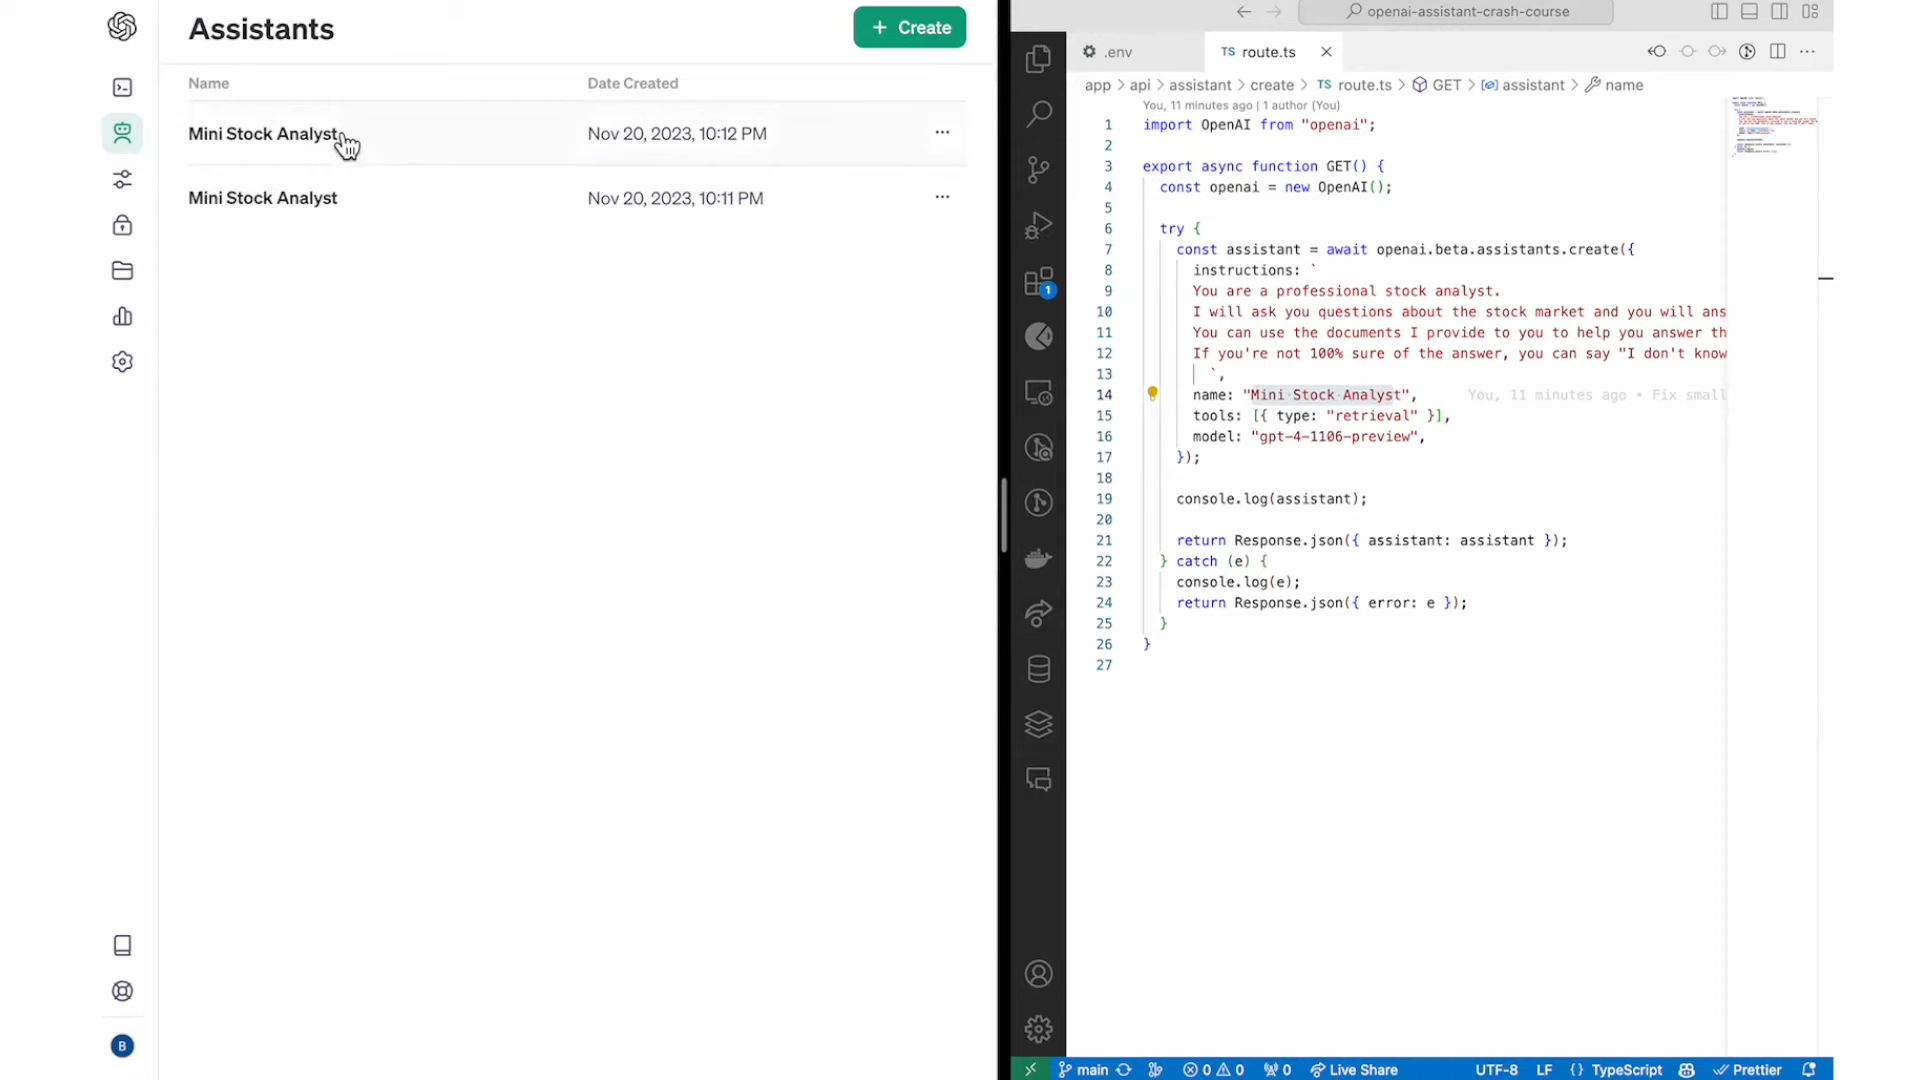 Assistants
+ Create
Name Date Created
Mini Stock Analyst Nov 20, 2023, 10:12 PM
Mini Stock Analyst Nov 20, 2023, 10:11 PM
B
openai-assistant-crash-course
.env
TS route.ts
app > api > assistant > create > TS route.ts > GET > assistant > name
You, 11 minutes ago | 1 author (You)
1 import OpenAI from "openai";
2
3 export async function GET() {
4 const openai = new OpenAI();
5
6 try {
7 const assistant = await openai.beta.assistants.create({
8 instructions: `
9 You are a professional stock analyst.
10 I will ask you questions about the stock market and you will ans
11 You can use the documents I provide to you to help you answer th
12 If you're not 100% sure of the answer, you can say "I don't know
13 `,
14 name: "Mini Stock Analyst", You, 11 minutes ago • Fix small
15 tools: [{ type: "retrieval" }],
16 model: "gpt-4-1106-preview",
17 });
18
19 console.log(assistant);
20
21 return Response.json({ assistant: assistant });
22 } catch (e) {
23 console.log(e);
24 return Response.json({ error: e });
25 }
26 }
27
1
main 0 0 0 Live Share UTF-8 LF {} TypeScript Prettier